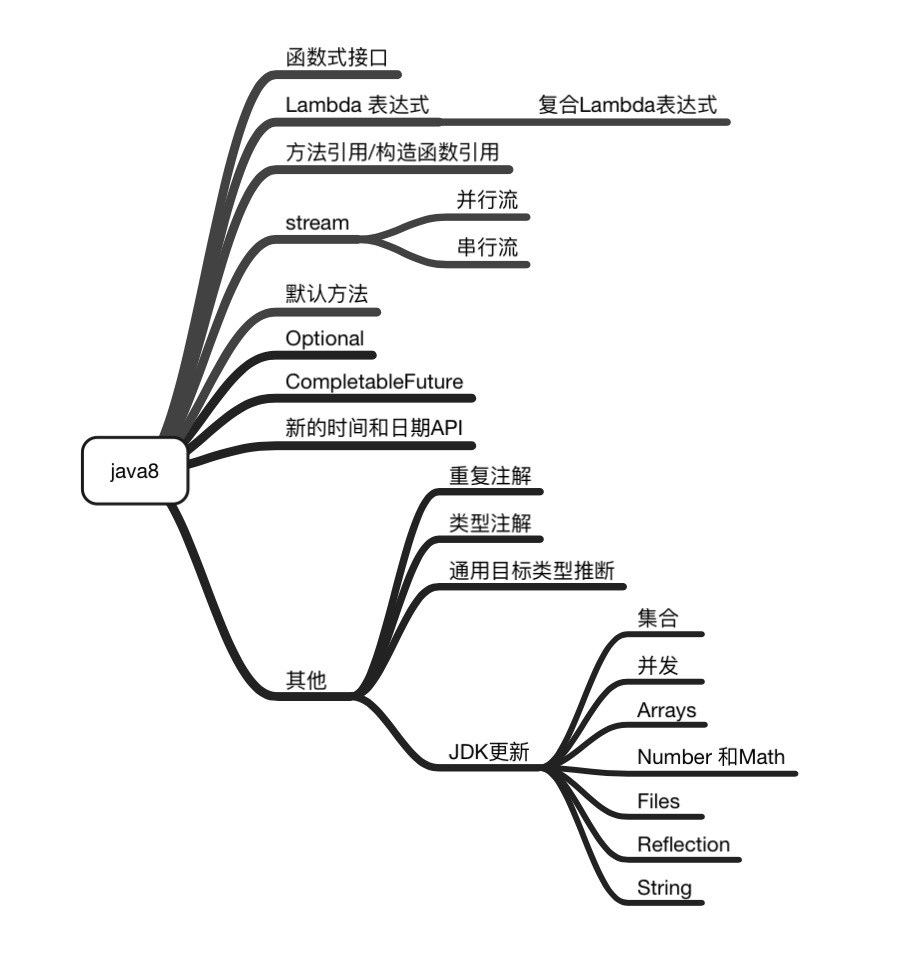 函数式接口
Lambda 表达式
复合Lambda表达式
方法引用/构造函数引用
stream
并行流
串行流
默认方法
Optional
CompletableFuture
新的时间和日期API
java8
重复注解
类型注解
通用目标类型推断
其他
JDK更新
集合
并发
Arrays
Number 和Math
Files
Reflection
String